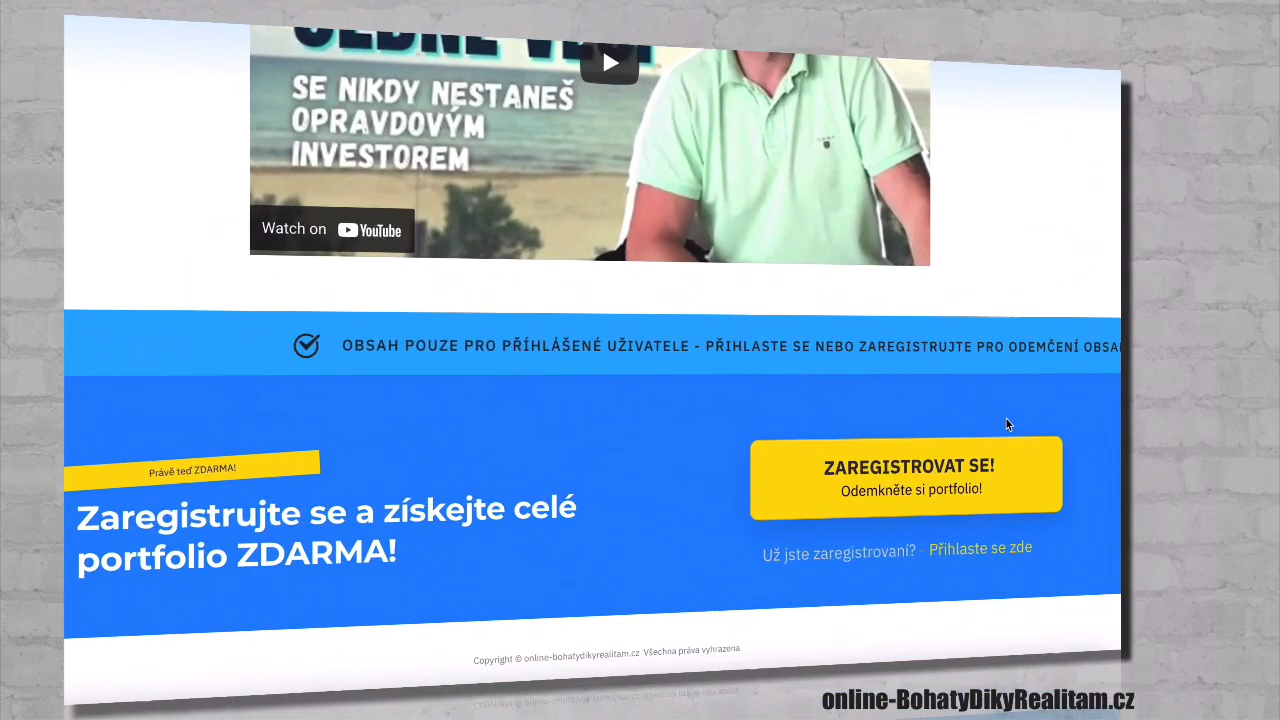 SE NIKDY NESTANEŠ
OPRAVDOVÝM
INVESTOREM
Watch on YouTube
OBSAH POUZE PRO PŘÍHLÁŠENÉ UŽIVATELE - PŘIHLASTE SE NEBO ZAREGISTRUJTE PRO ODEMČENÍ
Právě teď ZDARMA!
Zaregistrujte se a získejte celé
portfolio ZDARMA!
ZAREGISTROVAT SE!
Odemkněte si portfolio!
Už jste zaregistrovaní? - Přihlaste se zde
Copyright © online-bohatydikyrealitam.cz Všechna práva vyhrazena
online-BohatyDikyRealitam.cz